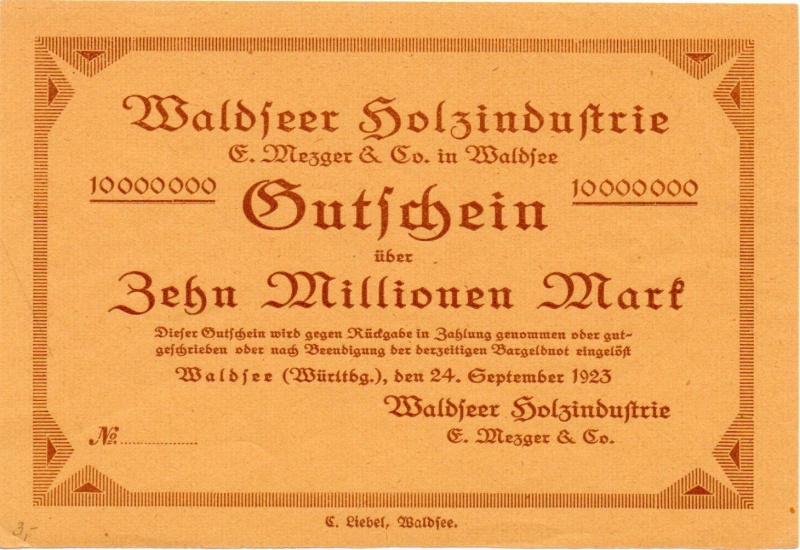 Waldseer Holzindustrie
E. Mezger & Co. in Waldsee
10000000
10000000
Gutschein
über
Zehn Millionen Mark
Dieser Gutschein wird gegen Rückgabe in Zahlung genommen oder gut-
geschrieben oder nach Beendigung der derzeitigen Bargeldnot eingelöst
Waldsee (Württbg.), den 24. September 1923
Waldseer Holzindustrie
E. Mezger & Co.
No.
C. Liebel, Waldsee.
3,-